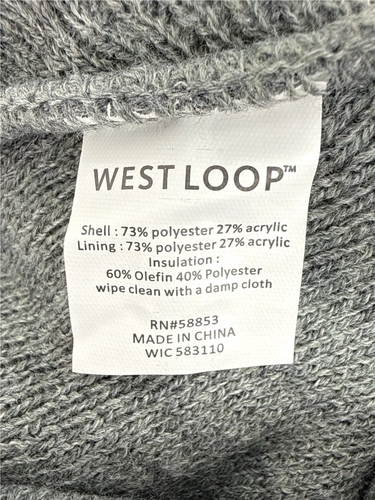 WEST LOOP™
Shell : 73% polyester 27% acrylic
Lining : 73% polyester 27% acrylic
Insulation :
60% Olefin 40% Polyester
wipe clean with a damp cloth
RN#58853
MADE IN CHINA
WIC 583110